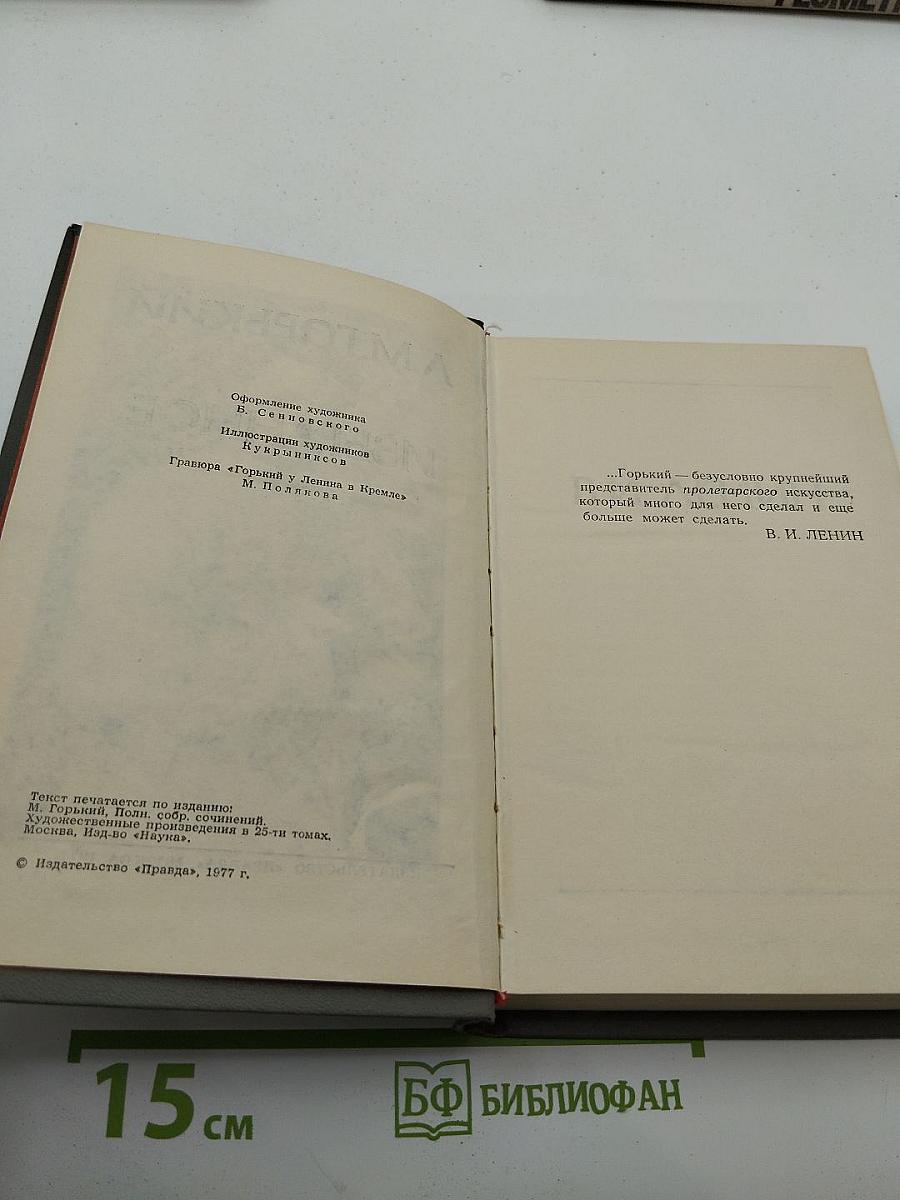 Оформление художника
Б. Сенновского
Иллюстрации художников
Кукрыниксов
Гравюра «Горький у Ленина в Кремле»
М. Полякова
Текст печатается по изданию:
М. Горький, Полн. собр. сочинений.
Художественные произведения в 25-ти томах.
Москва, Изд-во «Наука».
© Издательство «Правда», 1977 г.
...Горький — безусловно крупнейший
представитель пролетарского искусства,
который много для него сделал и еще
больше может сделать.
В. И. ЛЕНИН
15 см
БФ БИБЛИОФАН